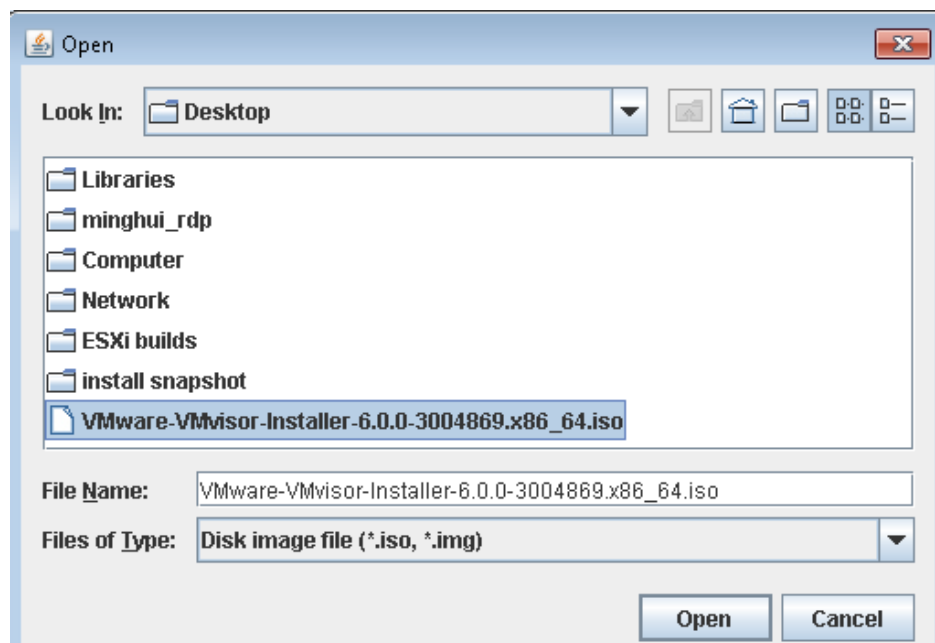 Open
Look In: Desktop
Libraries
minghui_rdp
Computer
Network
ESXi builds
install snapshot
VMware-VMvisor-Installer-6.0.0-3004869.x86_64.iso
File Name: VMware-VMvisor-Installer-6.0.0-3004869.x86_64.iso
Files of Type: Disk image file (*.iso, *.img)
Open Cancel